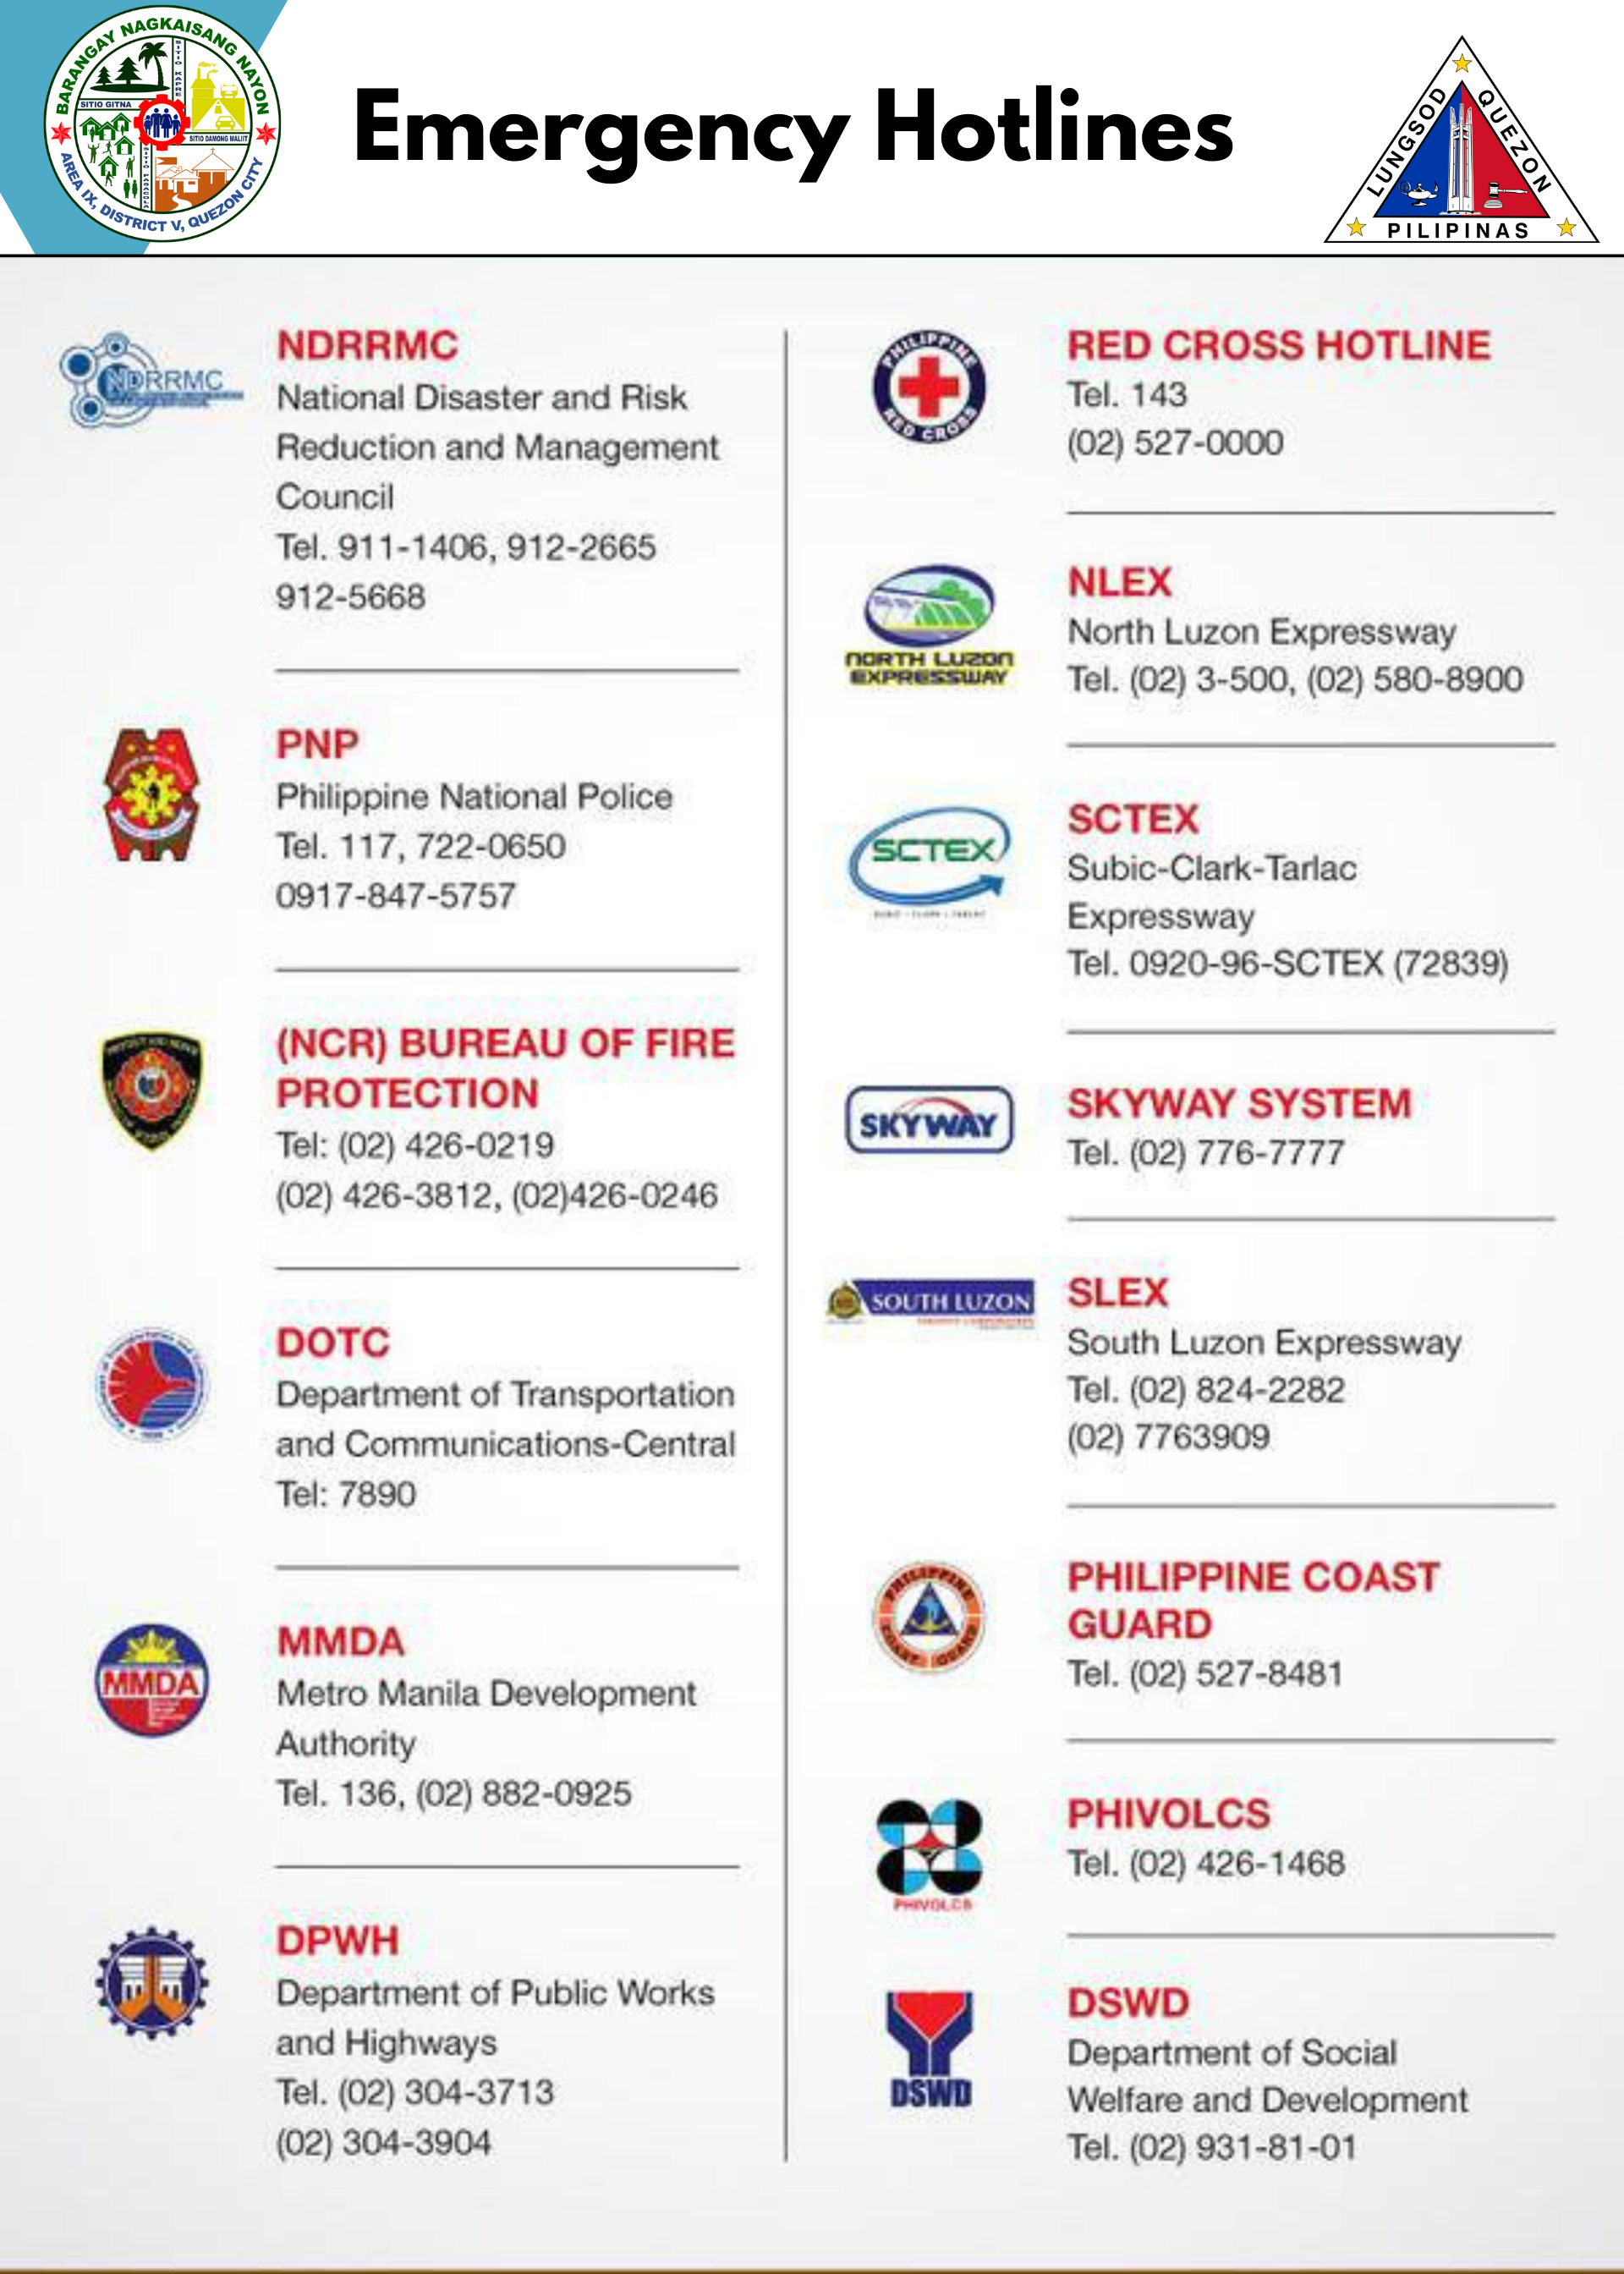 BARANGAY NAGKAISANG NAYON
SITIO KAPRE
SITIO GITNA
SITIO DAMONG MALIIT
AREA IX, DISTRICT V, QUEZON CITY
Emergency Hotlines
LUNGSOD QUEZON
PILIPINAS
NDRRMC
NDRRMC
National Disaster and Risk
Reduction and Management
Council
Tel. 911-1406, 912-2665
912-5668
PNP
Philippine National Police
Tel. 117, 722-0650
0917-847-5757
(NCR) BUREAU OF FIRE
PROTECTION
Tel: (02) 426-0219
(02) 426-3812, (02)426-0246
DOTC
Department of Transportation
and Communications-Central
Tel: 7890
MMDA
MMDA
Metro Manila Development
Authority
Tel. 136, (02) 882-0925
DPWH
Department of Public Works
and Highways
Tel. (02) 304-3713
(02) 304-3904
PHILIPPINE
RED CROSS
RED CROSS HOTLINE
Tel. 143
(02) 527-0000
NORTH LUZON
EXPRESSWAY
NLEX
North Luzon Expressway
Tel. (02) 3-500, (02) 580-8900
SCTEX
SUBIC - CLARK - TARLAC
SCTEX
Subic-Clark-Tarlac
Expressway
Tel. 0920-96-SCTEX (72839)
SKYWAY
SKYWAY SYSTEM
Tel. (02) 776-7777
SOUTH LUZON
SLEX
South Luzon Expressway
Tel. (02) 824-2282
(02) 7763909
PHILIPPINE
COAST GUARD
PHILIPPINE COAST
GUARD
Tel. (02) 527-8481
PHIVOLCS
PHIVOLCS
Tel. (02) 426-1468
DSWD
DSWD
Department of Social
Welfare and Development
Tel. (02) 931-81-01